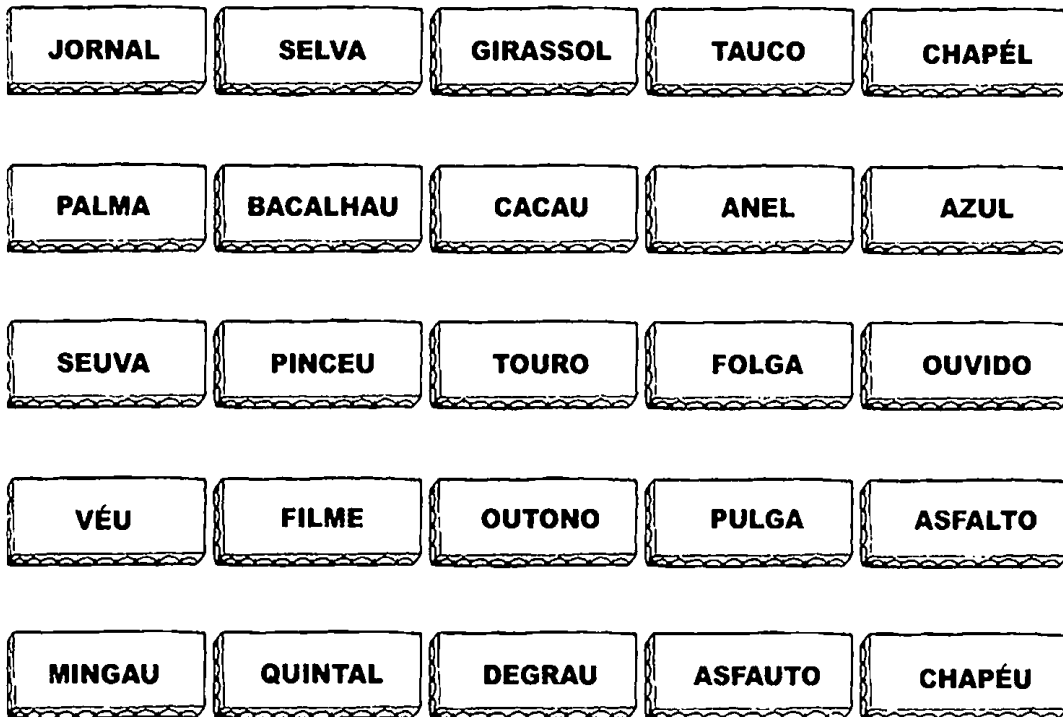 JORNAL SELVA GIRASSOL TAUCO CHAPÉL
PALMA BACALHAU CACAU ANEL AZUL
SEUVA PINCEU TOURO FOLGA OUVIDO
VÉU FILME OUTONO PULGA ASFALTO
MINGAU QUINTAL DEGRAU ASFAUTO CHAPÉU